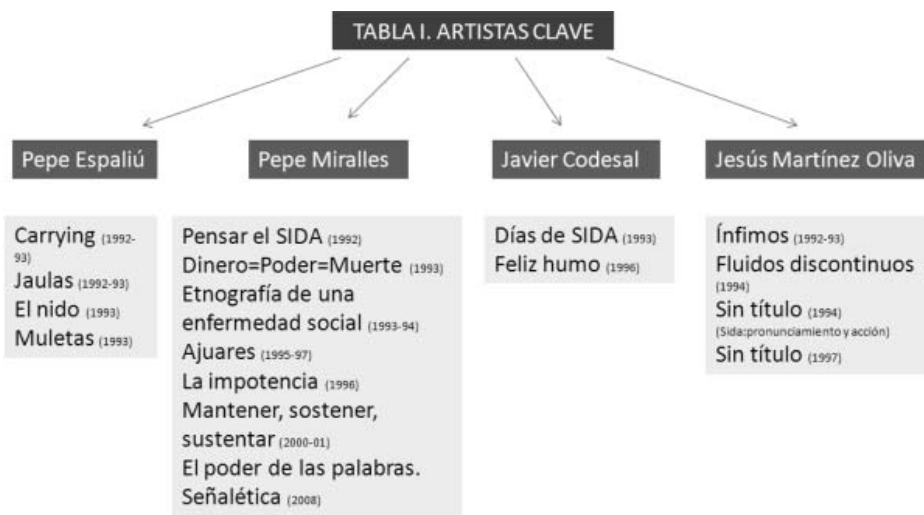 TABLA I. ARTISTAS CLAVE
Pepe Espaliú
Carrying (1992-
93)
Jaulas (1992-93)
El nido (1993)
Muletas (1993)
Pepe Miralles
Pensar el SIDA (1992)
Dinero=Poder=Muerte (1993)
Etnografía de una
enfermedad social (1993-94)
Ajuares (1995-97)
La impotencia (1996)
Mantener, sostener,
sustentar (2000-01)
El poder de las palabras.
Señalética (2008)
Javier Codesal
Días de SIDA (1993)
Feliz humo (1996)
Jesús Martínez Oliva
Ínfimos (1992-93)
Fluidos discontinuos
(1994)
Sin título (1994)
(Sida:pronunciamiento y acción)
Sin título (1997)